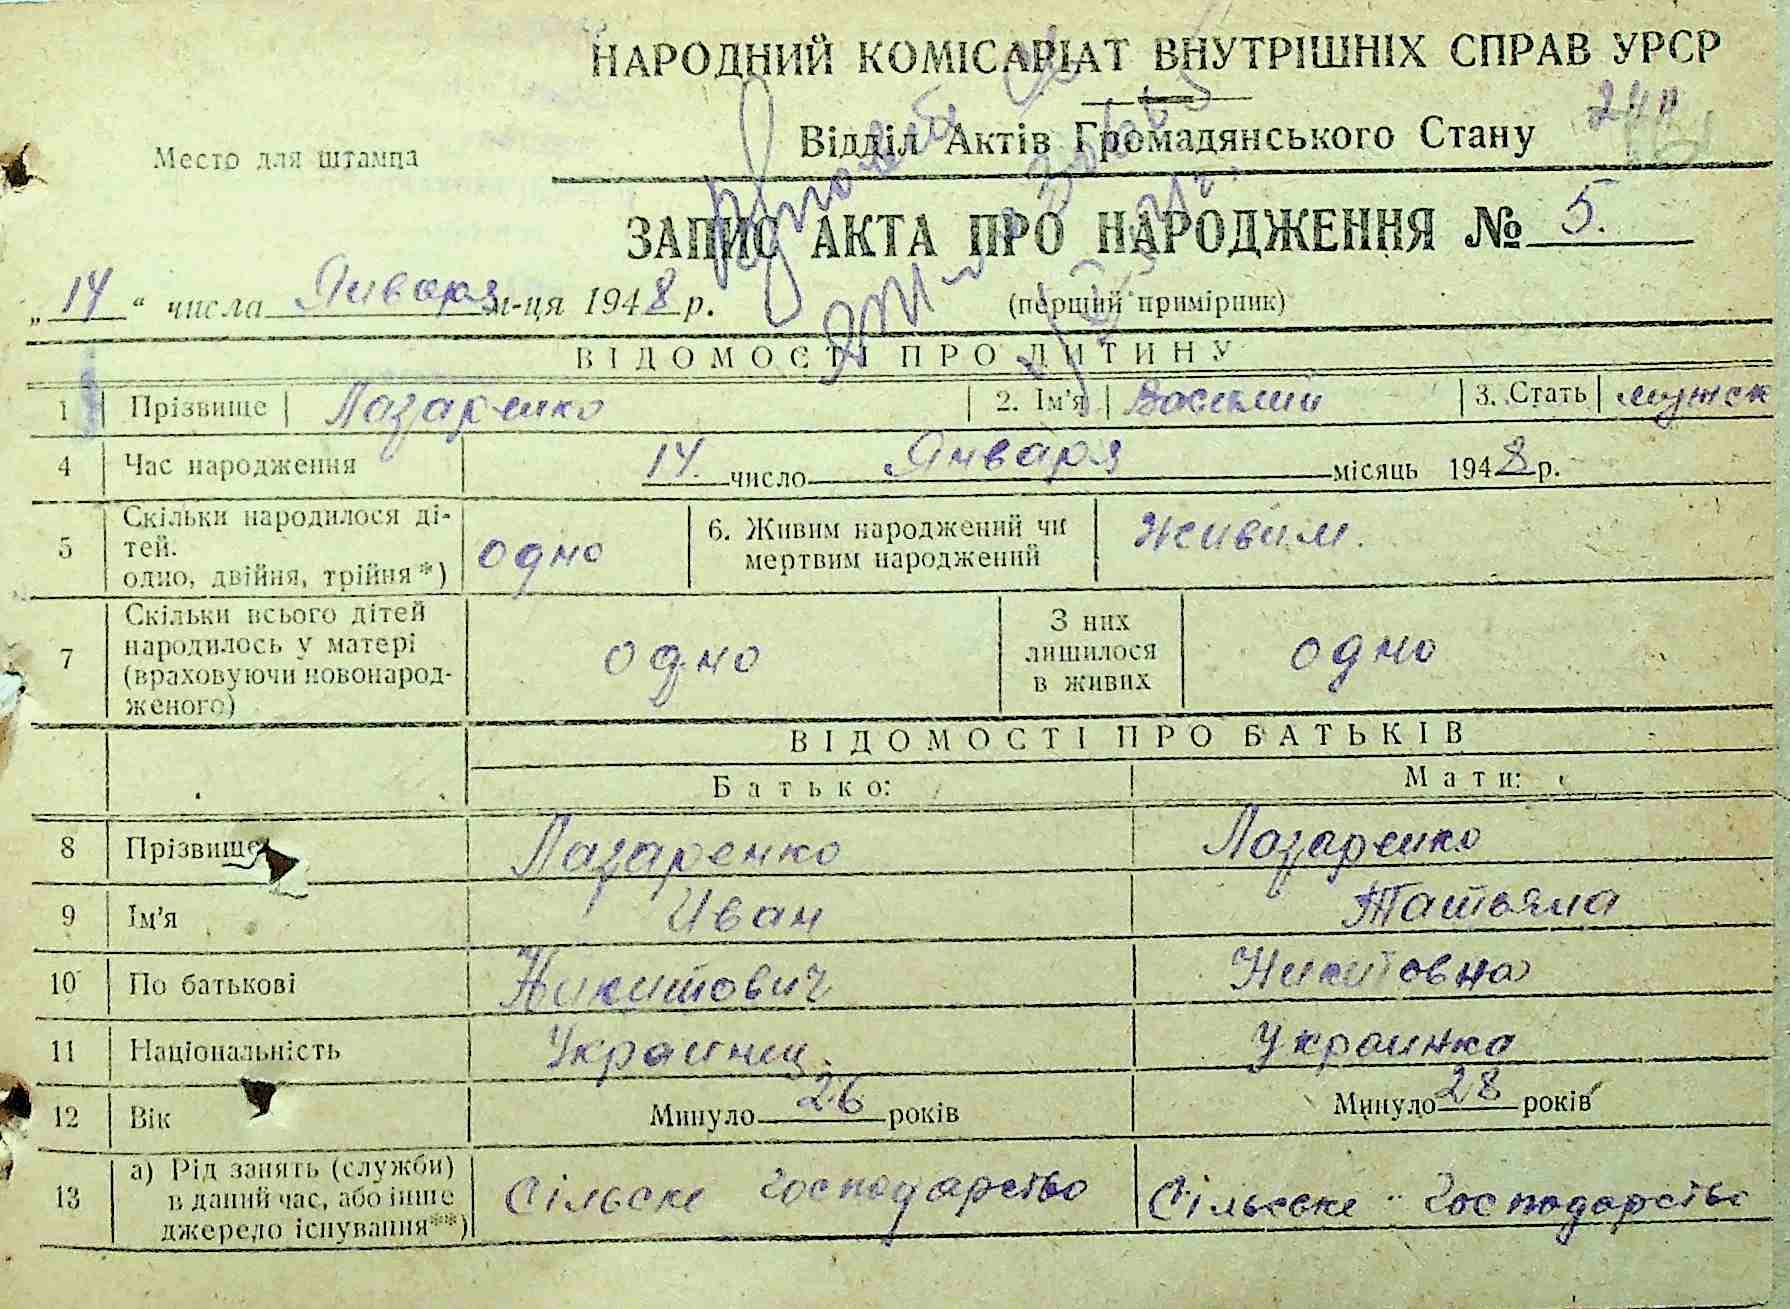 НАРОДНИЙ КОМІСАРІАТ ВНУТРІШНІХ СПРАВ УРСР
24
Відділ Актів Громадянського Стану
Место для штампа
ЗАПИС АКТА ПРО НАРОДЖЕННЯ № 5.
„14“ числа Января м-ця 1948 р. (перший примірник)
ВІДОМОСТІ ПРО ДИТИНУ
1 Прізвище Лазаренко 2. Ім'я Василий 3. Стать мужск
4 Час народження 14. число Января місяць 1948 р.
5 Скільки народилося ді-
тей.
одно, двійня, трійня*) одно 6. Живим народжений чи
мертвим народжений Живим.
7 Скільки всього дітей
народилось у матері
(враховуючи новонарод-
женого) одно З них
лишилося
в живих одно
ВІДОМОСТІ ПРО БАТЬКІВ
Батько: Мати:
8 Прізвище Лазаренко Лазаренко
9 Ім'я Иван Татьяна
10 По батькові Никитович Никитовна
11 Національність Украинец. Украинка
12 Вік Минуло 26 років Минуло 28 років
13 а) Рід занять (служби)
в даний час, або інше
джерело існування**) Сільске господарство Сільске господарство